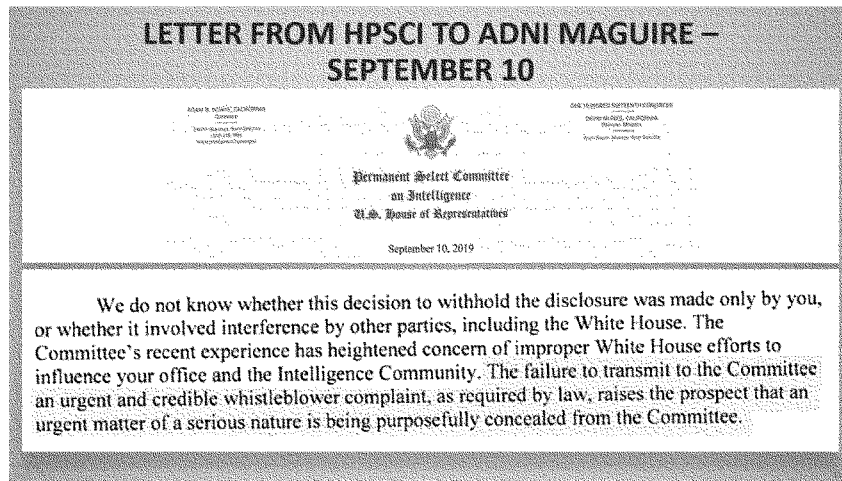 LETTER FROM HPSCI TO ADNI MAGUIRE –
SEPTEMBER 10
ONE HUNDRED SIXTEENTH CONGRESS
Permanent Select Committee
on Intelligence
U.S. House of Representatives
September 10, 2019
We do not know whether this decision to withhold the disclosure was made only by you,
or whether it involved interference by other parties, including the White House. The
Committee's recent experience has heightened concern of improper White House efforts to
influence your office and the Intelligence Community. The failure to transmit to the Committee
an urgent and credible whistleblower complaint, as required by law, raises the prospect that an
urgent matter of a serious nature is being purposefully concealed from the Committee.